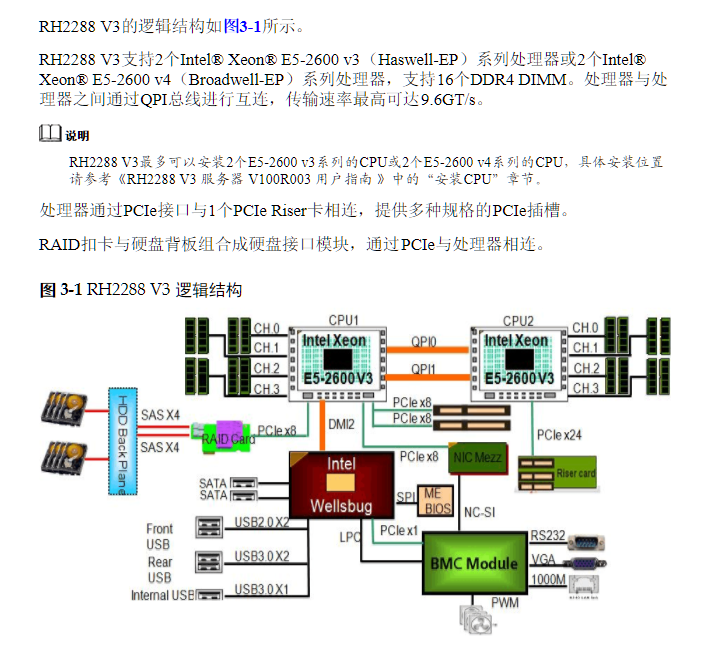 RH2288 V3的逻辑结构如图3-1所示。
RH2288 V3支持2个Intel® Xeon® E5-2600 v3（Haswell-EP）系列处理器或2个Intel®
Xeon® E5-2600 v4（Broadwell-EP）系列处理器，支持16个DDR4 DIMM。处理器与处
理器之间通过QPI总线进行互连，传输速率最高可达9.6GT/s。
说明
RH2288 V3最多可以安装2个E5-2600 v3系列的CPU或2个E5-2600 v4系列的CPU，具体安装位置
请参考《RH2288 V3 服务器 V100R003 用户指南 》中的“安装CPU”章节。
处理器通过PCIe接口与1个PCIe Riser卡相连，提供多种规格的PCIe插槽。
RAID扣卡与硬盘背板组合成硬盘接口模块，通过PCIe与处理器相连。
图 3-1 RH2288 V3 逻辑结构
CPU1
CPU2
CH.0
CH.1
CH.2
CH.3
Intel Xeon
E5-2600V3
QPI0
QPI1
Intel Xeon
E5-2600V3
CH.0
CH.1
CH.2
CH.3
HDD Back Plane
SAS X4
SAS X4
RAID Card
PCIe x8
DMI2
PCIe x8
PCIe x8
PCIe x24
PCIe x8
NIC Mezz
Riser card
Intel
Wellsbug
SATA
SATA
SPI
ME
BIOS
NC-SI
Front
USB
USB2.0X2
Rear
USB
USB3.0X2
Internal USB
USB3.0X1
LPC
PCIe x1
BMC Module
RS232
VGA
1000M
PWM